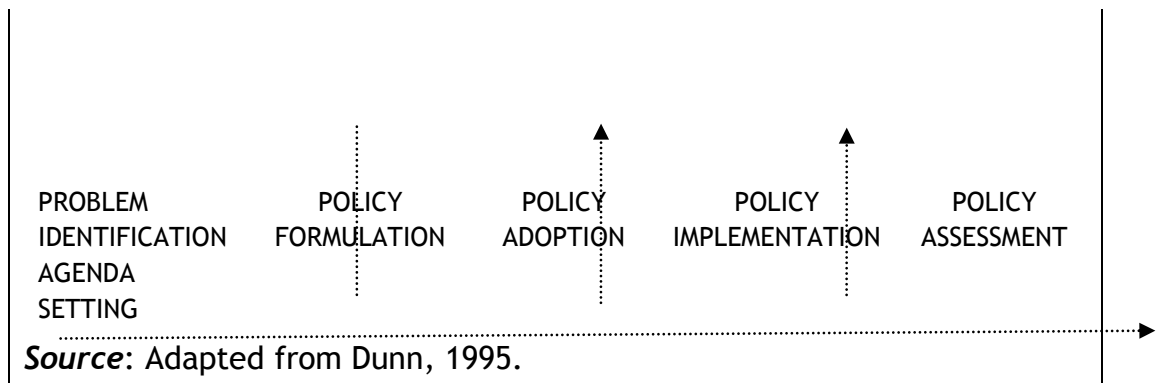 PROBLEM POLICY POLICY POLICY POLICY
IDENTIFICATION FORMULATION ADOPTION IMPLEMENTATION ASSESSMENT
AGENDA
SETTING
Source: Adapted from Dunn, 1995.